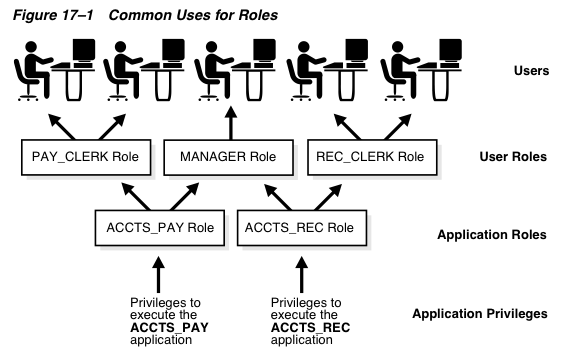 Figure 17–1 Common Uses for Roles
Users
PAY_CLERK Role
MANAGER Role
REC_CLERK Role
User Roles
ACCTS_PAY Role
ACCTS_REC Role
Application Roles
Privileges to
execute the
ACCTS_PAY
application
Privileges to
execute the
ACCTS_REC
application
Application Privileges